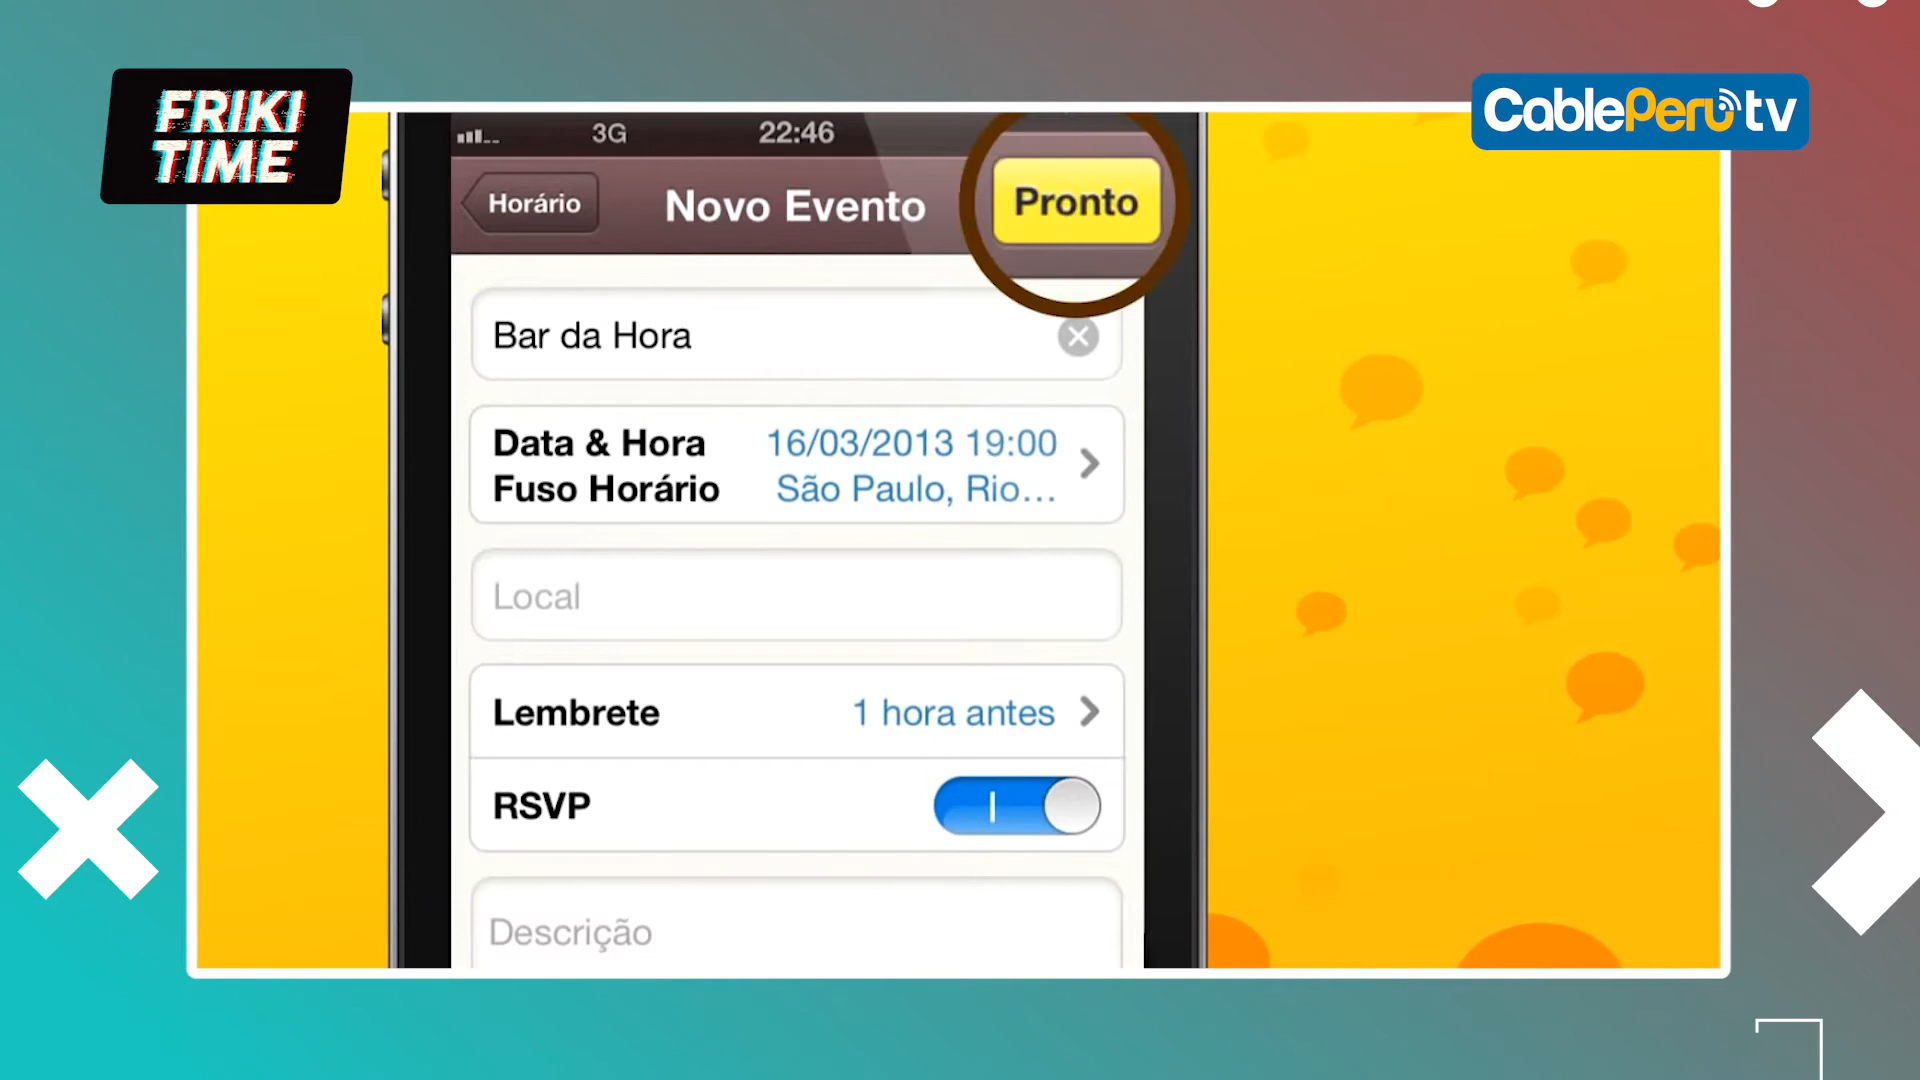 FRIKI
TIME
CablePerú tv
3G
22:46
Horário
Novo Evento
Pronto
Bar da Hora
Data & Hora
16/03/2013 19:00
Fuso Horário
São Paulo, Rio...
Local
Lembrete
1 hora antes
RSVP
Descrição